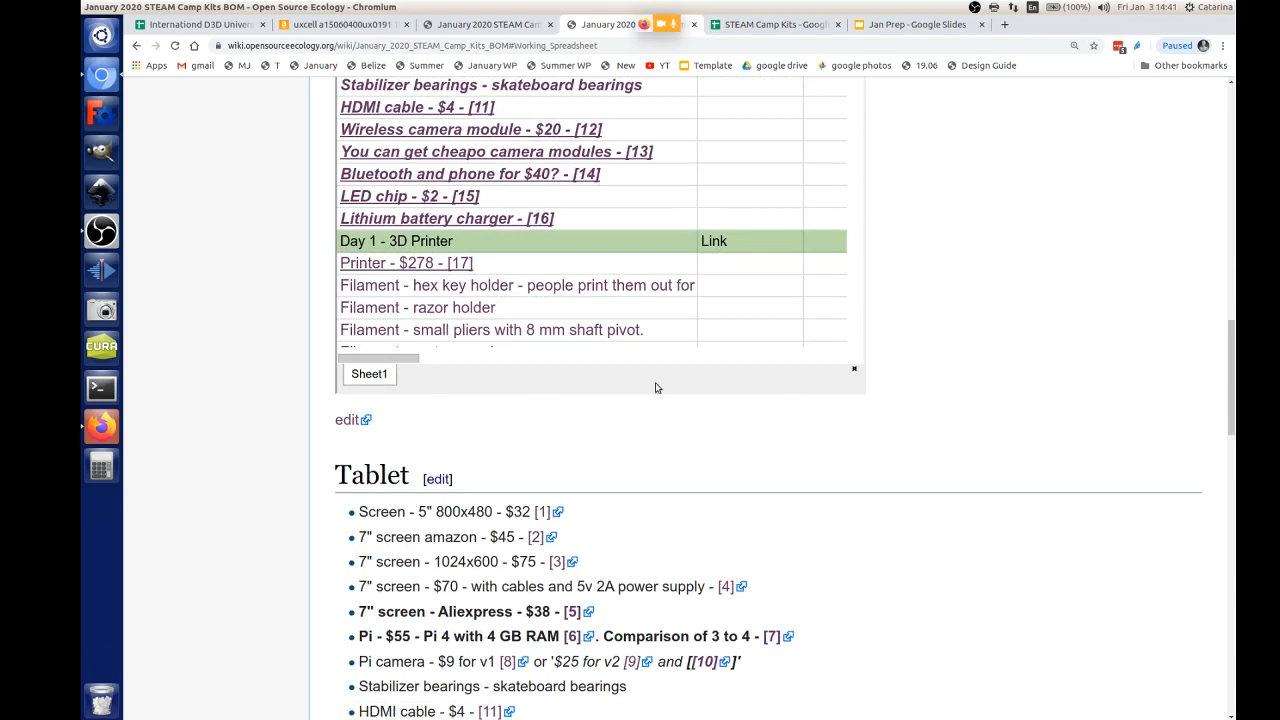 January 2020 STEAM Camp Kits BOM - Open Source Ecology - Chromium
(100%)
Fri Jan 3 14:41
Catarina
Internationd D3D Univers
uxcell a15060400ux0191 T
January 2020 STEAM Cam
January 2020
STEAM Camp Kits - Goo
Jan Prep - Google Slides
wiki.opensourceecology.org/wiki/January_2020_STEAM_Camp_Kits_BOM#Working_Spreadsheet
Paused
Apps
gmail
MJ
T
January
Belize
Summer
January WP
Summer WP
New
YT
Template
google drive
google photos
19.06
Design Guide
Other bookmarks
Stabilizer bearings - skateboard bearings
HDMI cable - $4 - [11]
Wireless camera module - $20 - [12]
You can get cheapo camera modules - [13]
Bluetooth and phone for $40? - [14]
LED chip - $2 - [15]
Lithium battery charger - [16]
Day 1 - 3D Printer Link
Printer - $278 - [17]
Filament - hex key holder - people print them out for
Filament - razor holder
Filament - small pliers with 8 mm shaft pivot.
Sheet1
edit
Tablet [edit]
Screen - 5" 800x480 - $32 [1]
7" screen amazon - $45 - [2]
7" screen - 1024x600 - $75 - [3]
7" screen - $70 - with cables and 5v 2A power supply - [4]
7" screen - Aliexpress - $38 - [5]
Pi - $55 - Pi 4 with 4 GB RAM [6]. Comparison of 3 to 4 - [7]
Pi camera - $9 for v1 [8] or '$25 for v2 [9] and [[10]]'
Stabilizer bearings - skateboard bearings
HDMI cable - $4 - [11]
CURA
En